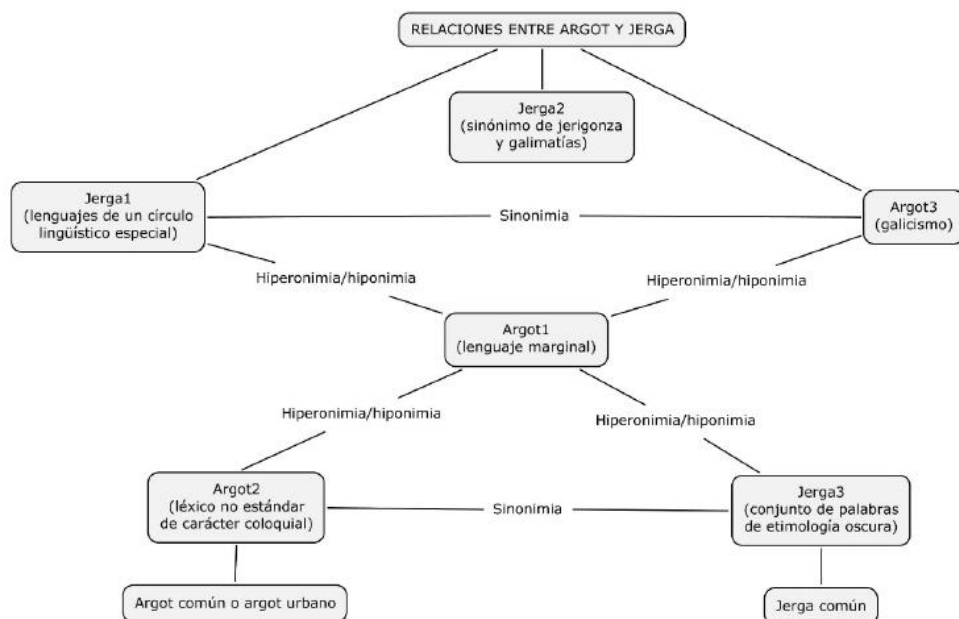 RELACIONES ENTRE ARGOT Y JERGA
Jerga2
(sinónimo de jerigonza
y galimatías)
Jerga1
(lenguajes de un círculo
lingüístico especial)
Sinonimia
Argot3
(galicismo)
Hiperonimia/hiponimia
Hiperonimia/hiponimia
Argot1
(lenguaje marginal)
Hiperonimia/hiponimia
Hiperonimia/hiponimia
Argot2
(léxico no estándar
de carácter coloquial)
Sinonimia
Jerga3
(conjunto de palabras
de etimología oscura)
Argot común o argot urbano
Jerga común